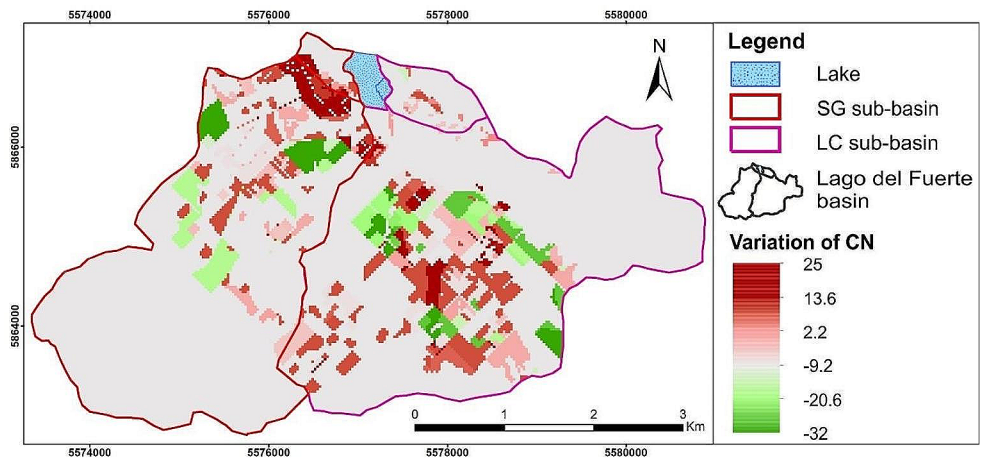 5574000 5576000 5578000 5580000
5866000
5864000
N
0 1 2 3
Km
5574000 5576000 5578000 5580000
Legend
Lake
SG sub-basin
LC sub-basin
Lago del Fuerte
basin
Variation of CN
25
13.6
2.2
-9.2
-20.6
-32